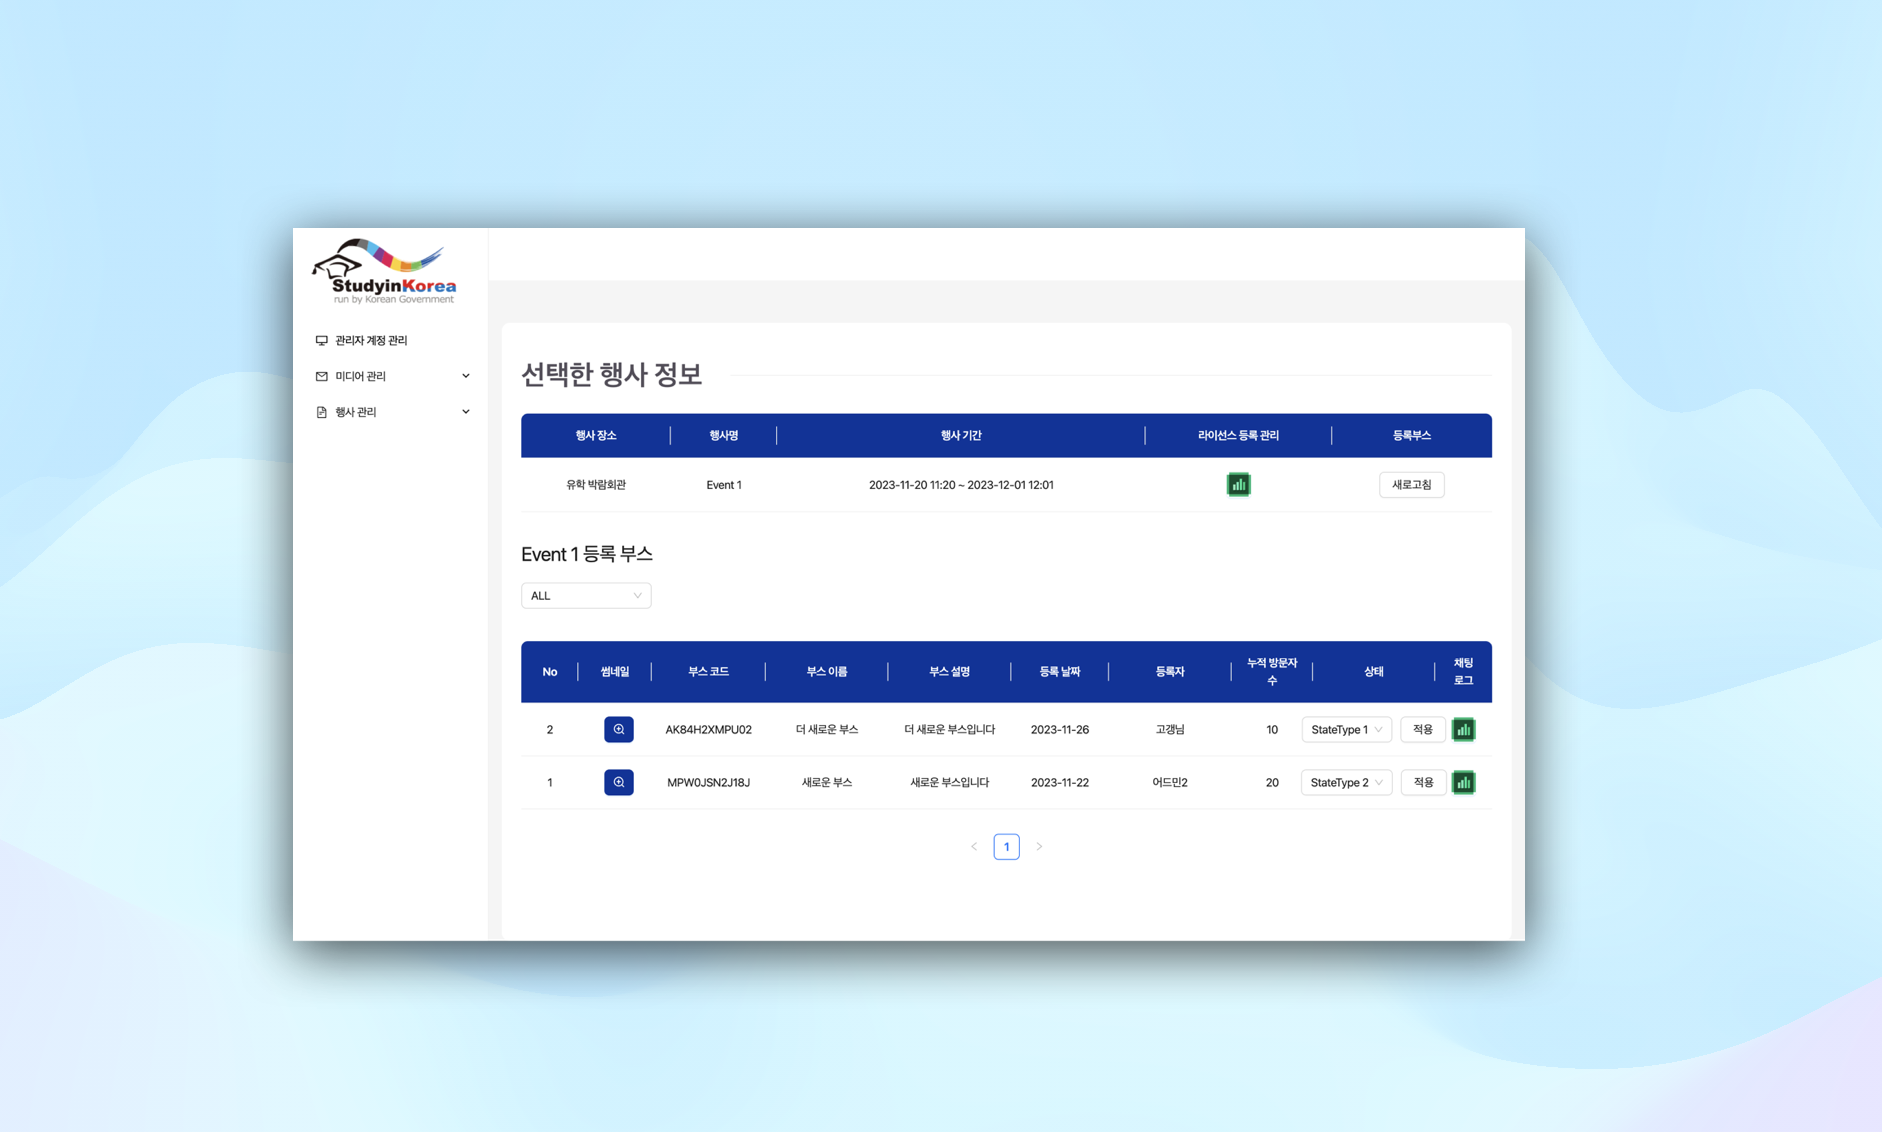 StudyinKorea
run by Korean Government
관리자 계정 관리
미디어 관리
행사 관리
선택한 행사 정보
행사 장소 행사명 행사 기간 라이선스 등록 관리 등록부스
유학 박람회관 Event 1 2023-11-20 11:20 ~ 2023-12-01 12:01 새로고침
Event 1 등록 부스
ALL
No 썸네일 부스 코드 부스 이름 부스 설명 등록 날짜 등록자 누적 방문자 수 상태 채팅 로그
2 AK84H2XMPU02 더 새로운 부스 더 새로운 부스입니다 2023-11-26 고갱님 10 StateType 1 적용
1 MPW0JSN2J18J 새로운 부스 새로운 부스입니다 2023-11-22 어드민2 20 StateType 2 적용
1